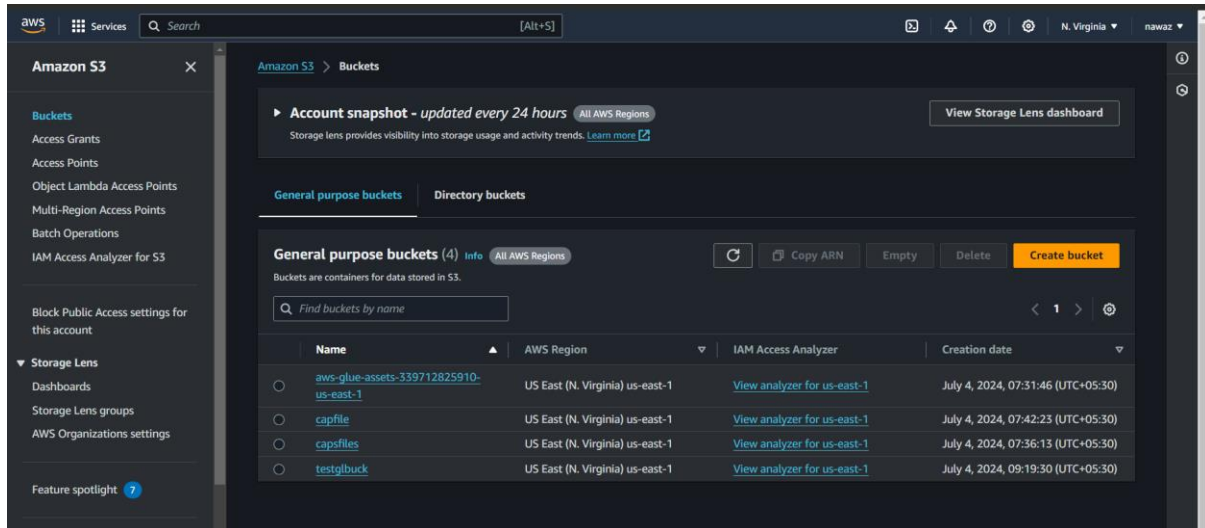 aws Services Search [Alt+S] N. Virginia ▼ nawaz ▼
Amazon S3
Buckets
Access Grants
Access Points
Object Lambda Access Points
Multi-Region Access Points
Batch Operations
IAM Access Analyzer for S3
Block Public Access settings for
this account
▼ Storage Lens
Dashboards
Storage Lens groups
AWS Organizations settings
Feature spotlight 7
Amazon S3 > Buckets
Account snapshot - updated every 24 hours All AWS Regions
Storage lens provides visibility into storage usage and activity trends. Learn more
View Storage Lens dashboard
General purpose buckets Directory buckets
General purpose buckets (4) Info All AWS Regions
Buckets are containers for data stored in S3.
Copy ARN Empty Delete Create bucket
Find buckets by name
< 1 >
Name AWS Region IAM Access Analyzer Creation date
aws-glue-assets-339712825910-
us-east-1 US East (N. Virginia) us-east-1 View analyzer for us-east-1 July 4, 2024, 07:31:46 (UTC+05:30)
capfile US East (N. Virginia) us-east-1 View analyzer for us-east-1 July 4, 2024, 07:42:23 (UTC+05:30)
capsfiles US East (N. Virginia) us-east-1 View analyzer for us-east-1 July 4, 2024, 07:36:13 (UTC+05:30)
testglbuck US East (N. Virginia) us-east-1 View analyzer for us-east-1 July 4, 2024, 09:19:30 (UTC+05:30)